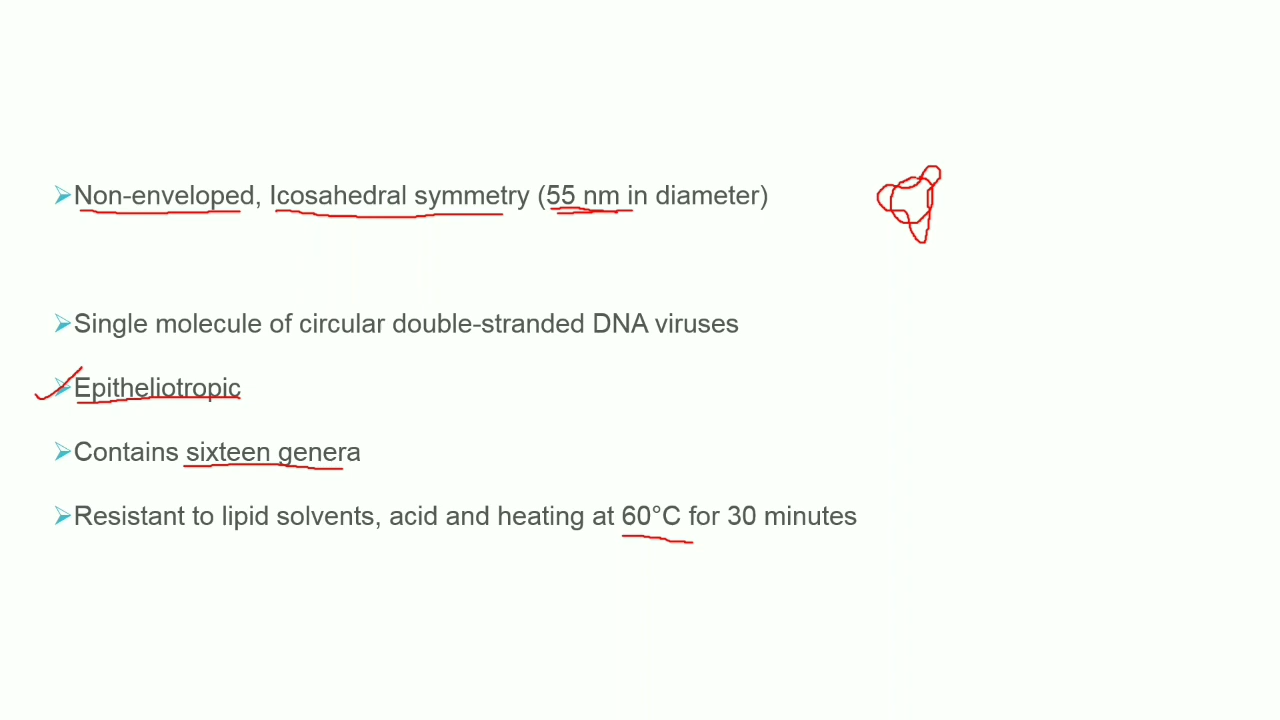 Non-enveloped, Icosahedral symmetry (55 nm in diameter)
Single molecule of circular double-stranded DNA viruses
Epitheliotropic
Contains sixteen genera
Resistant to lipid solvents, acid and heating at 60°C for 30 minutes